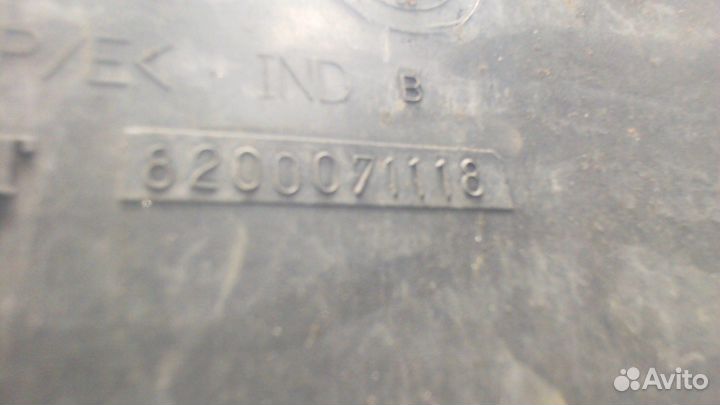 P/E< IND B
8200071118
Avito